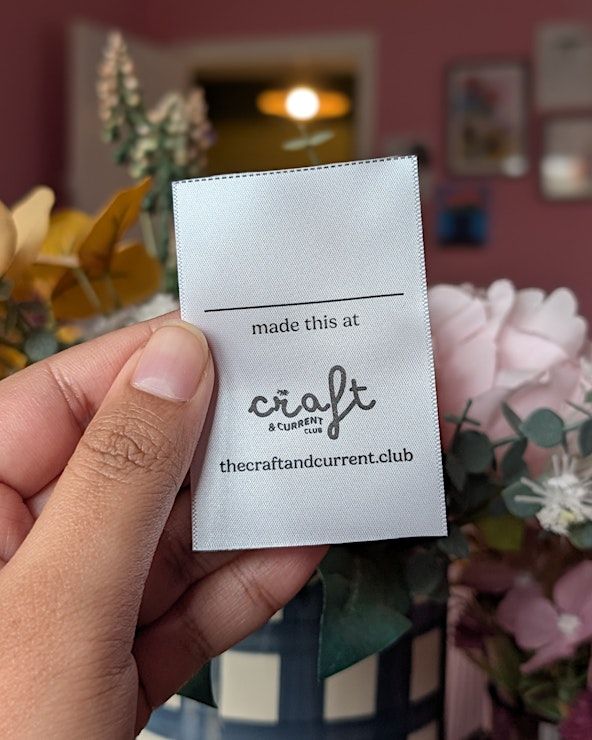 made this at
THE
craft
& CURRENT
CLUB
thecraftandcurrent.club